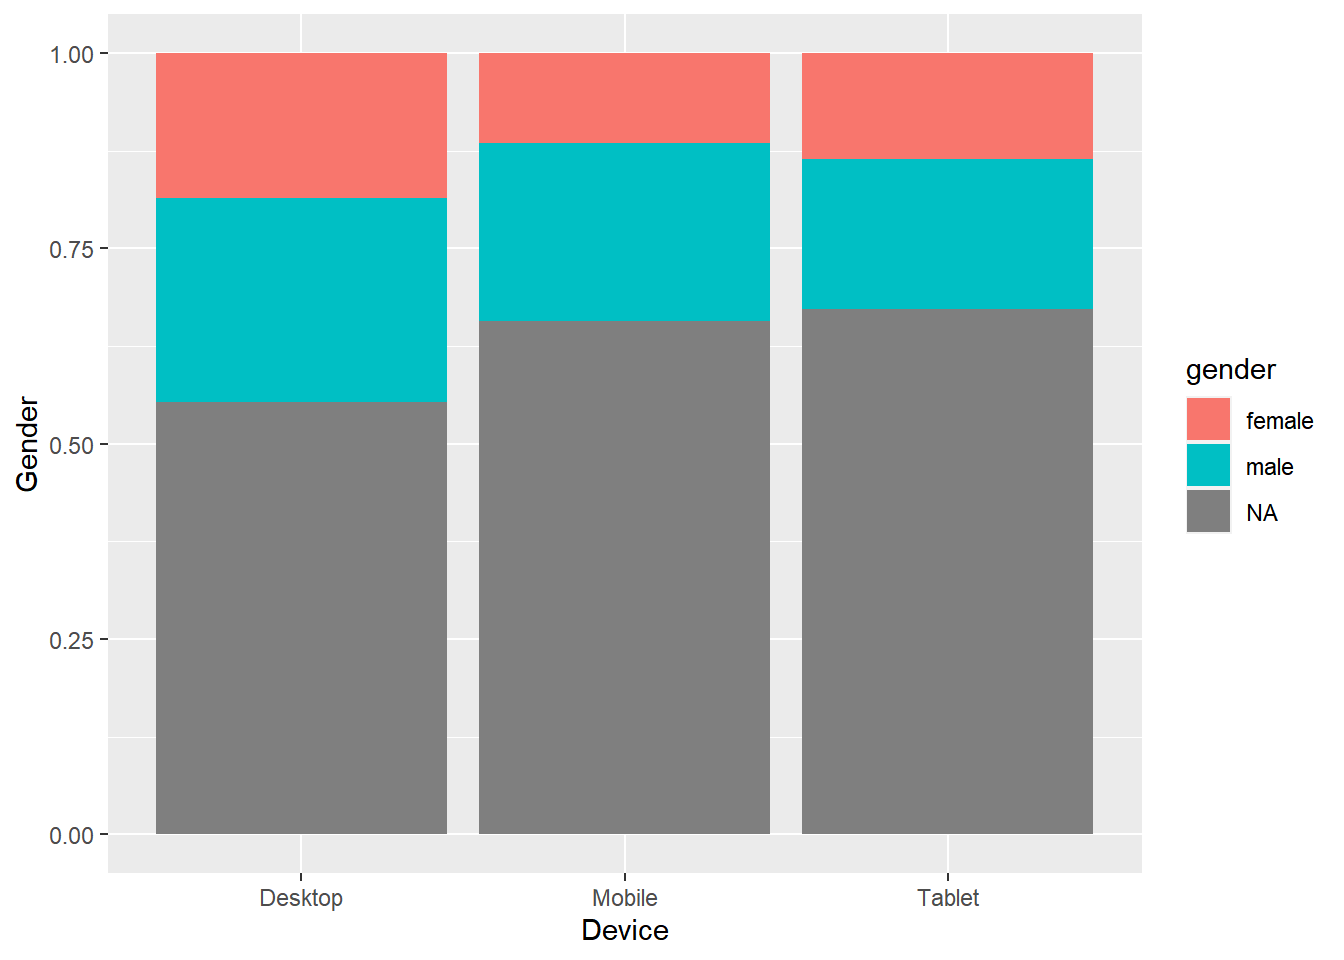 1.00
0.75
0.50
0.25
0.00
Gender
Desktop
Mobile
Tablet
Device
gender
female
male
NA